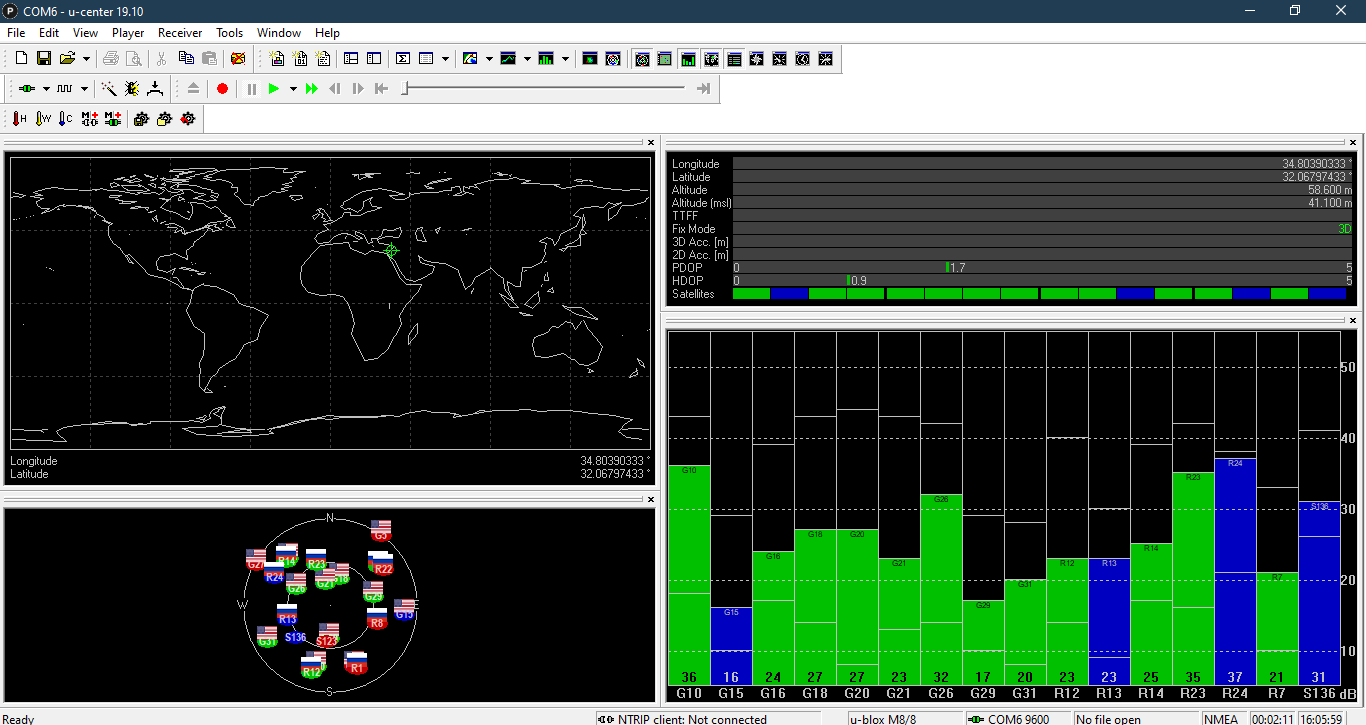 COM6 - u-center 19.10
File Edit View Player Receiver Tools Window Help
Longitude 34.80390333 °
Latitude 32.06797433 °
Longitude 34.80390333 °
Latitude 32.06797433 °
Altitude 58.600 m
Altitude (msl) 41.100 m
TTFF
Fix Mode 3D
3D Acc. [m]
2D Acc. [m]
PDOP 0 1.7 5
HDOP 0 0.9 5
Satellites
N
G5
G27 R14 R23 R22
R24 G26 G21 G18
G29
W R13 G15 E
R8
G31 S136 S123
R12 R1
S
50
40
30
20
10
G10 G15 G16 G18 G20 G21 G26 G29 G31 R12 R13 R14 R23 R24 R7 S136
36 16 24 27 27 23 32 17 20 23 23 25 35 37 21 31
G10 G15 G16 G18 G20 G21 G26 G29 G31 R12 R13 R14 R23 R24 R7 S136 dB
Ready NTRIP client: Not connected u-blox M8/8 COM6 9600 No file open NMEA 00:02:11 16:05:59